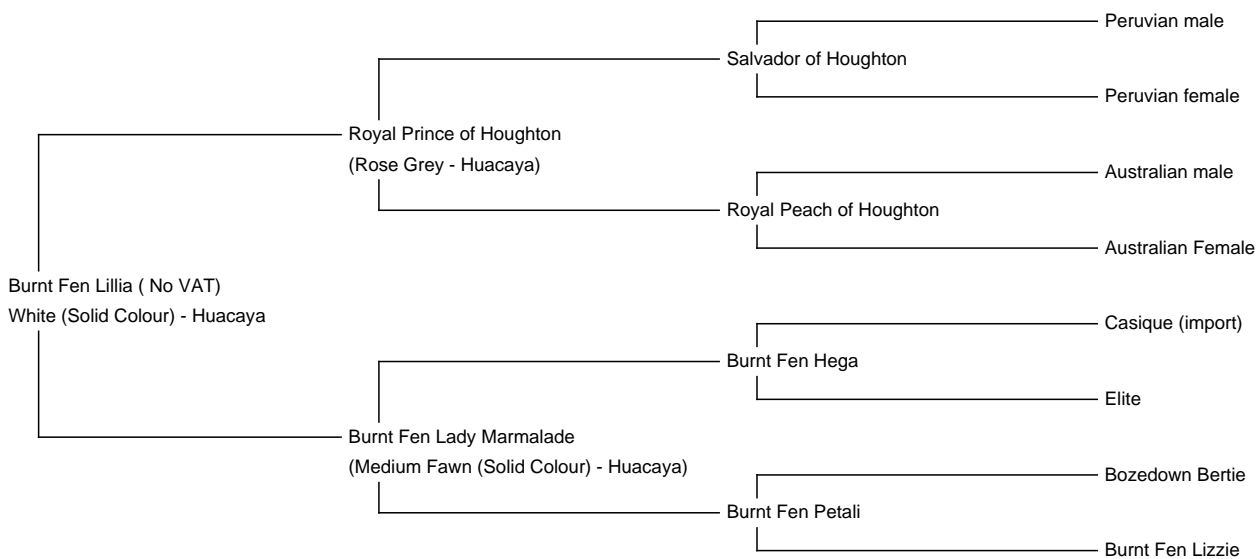 Peruvian male
Salvador of Houghton
Peruvian female
Royal Prince of Houghton
(Rose Grey - Huacaya)
Australian male
Royal Peach of Houghton
Australian Female
Burnt Fen Lillia ( No VAT)
White (Solid Colour) - Huacaya
Casique (import)
Burnt Fen Hega
Elite
Burnt Fen Lady Marmalade
(Medium Fawn (Solid Colour) - Huacaya)
Bozedown Bertie
Burnt Fen Petali
Burnt Fen Lizzie